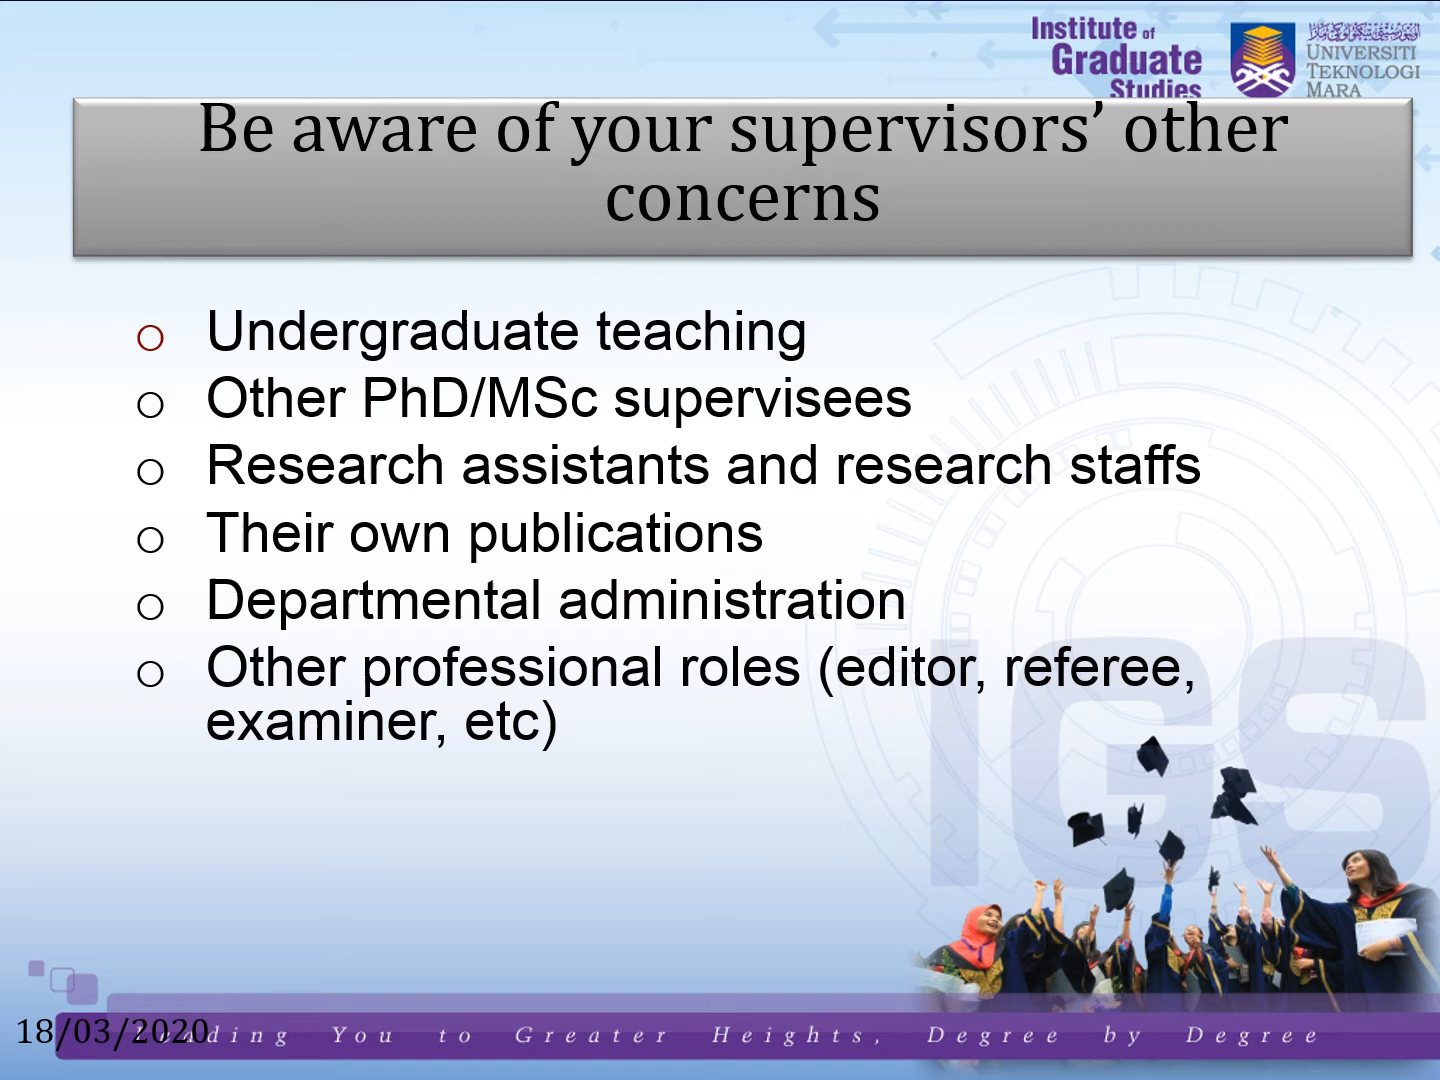 Institute of
Graduate
Studies
UNIVERSITI
TEKNOLOGI
MARA
Be aware of your supervisors’ other
concerns
o Undergraduate teaching
o Other PhD/MSc supervisees
o Research assistants and research staffs
o Their own publications
o Departmental administration
o Other professional roles (editor, referee,
examiner, etc)
IGS
18/03/2020
Leading You to Greater Heights, Degree by Degree